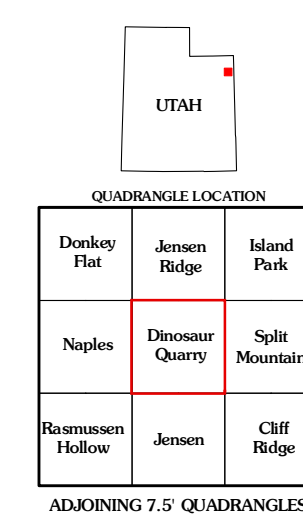 UTAH
QUADRANGLE LOCATION
Donkey
Flat
Jensen
Ridge
Island
Park
Naples
Dinosaur
Quarry
Split
Mountain
Rasmussen
Hollow
Jensen
Cliff
Ridge
ADJOINING 7.5' QUADRANGLES